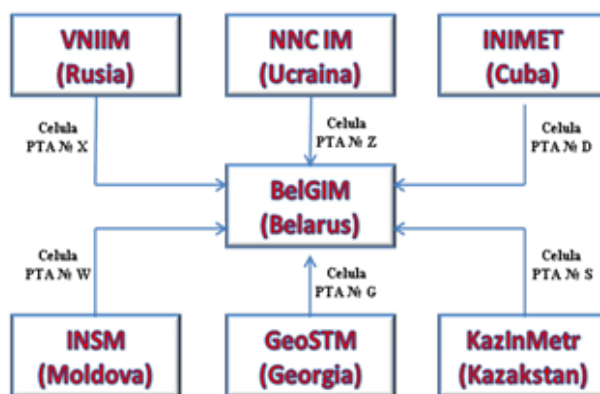 VNIIM
(Rusia)
NNC IM
(Ucraina)
INIMET
(Cuba)
Celula
PTA № X
Celula
PTA № Z
Celula
PTA № D
BelGIM
(Belarus)
Celula
PTA № W
Celula
PTA № G
Celula
PTA № S
INSM
(Moldova)
GeoSTM
(Georgia)
KazInMetr
(Kazakstan)